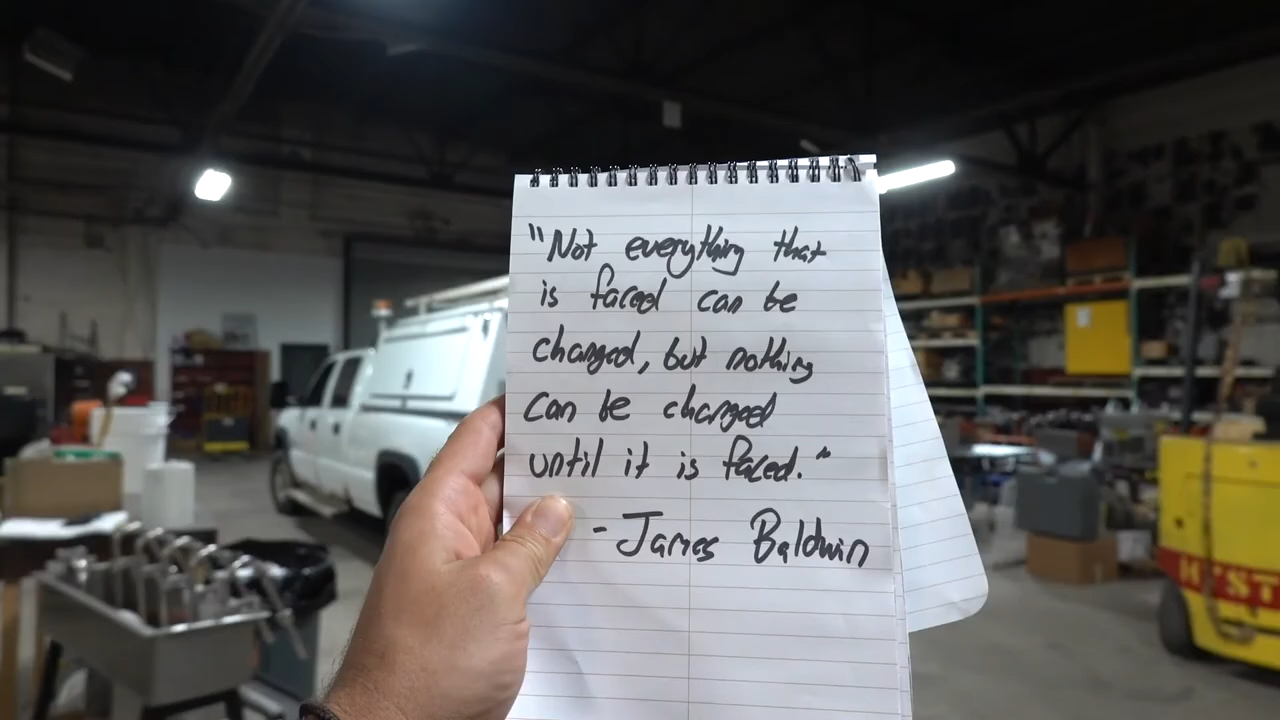 "Not everything that
is faced can be
changed, but nothing
can be changed
until it is faced."
-James Baldwin
HYST